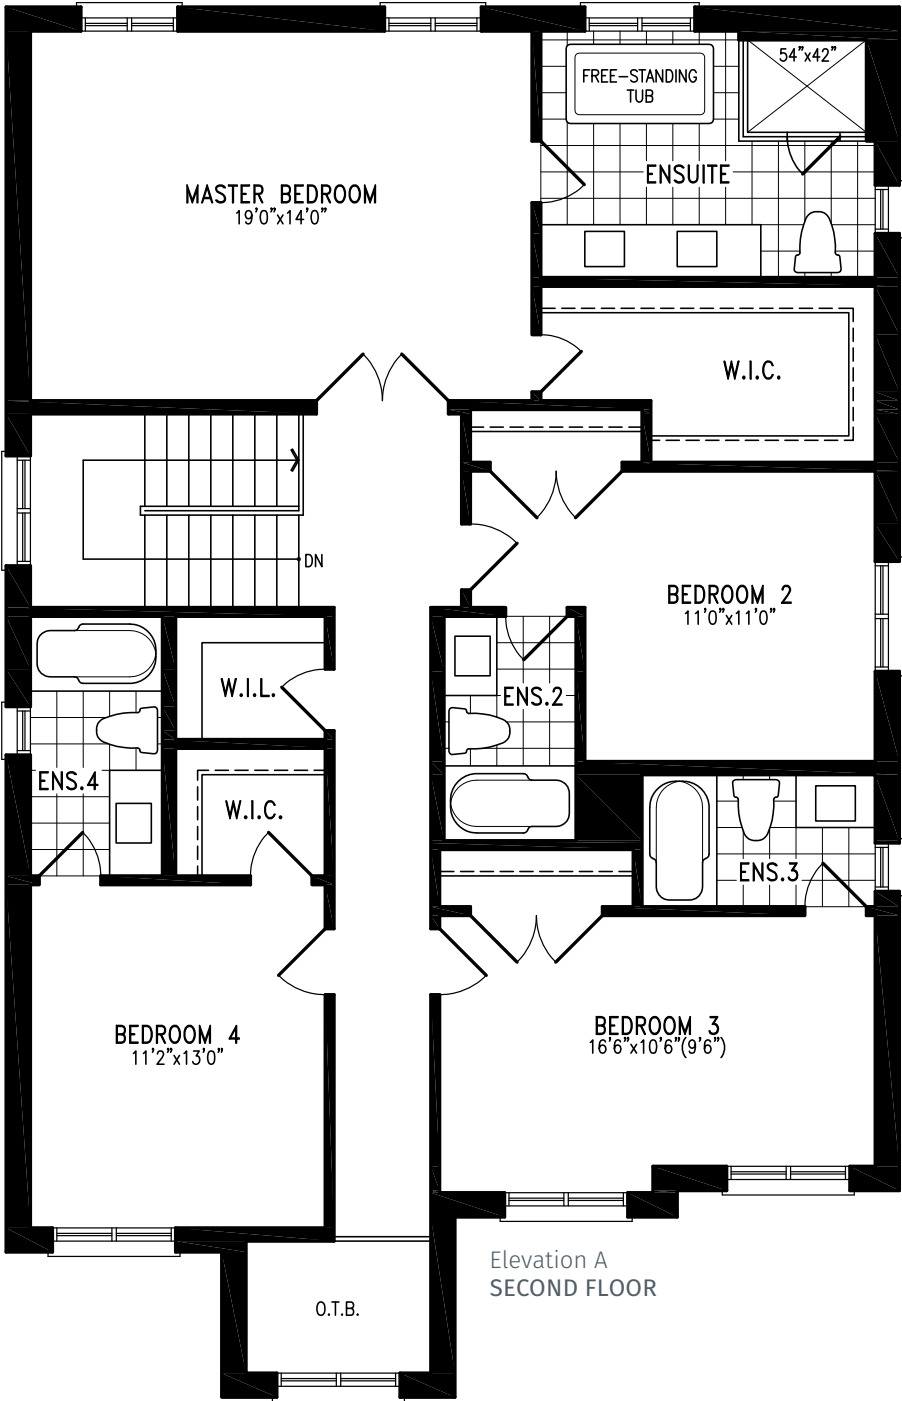 54"x42"
FREE-STANDING
TUB
ENSUITE
MASTER BEDROOM
19'0"x14'0"
W.I.C.
DN
BEDROOM 2
11'0"x11'0"
W.I.L.
ENS.2
ENS.4
W.I.C.
ENS.3
BEDROOM 4
11'2"x13'0"
BEDROOM 3
16'6"x10'6"(9'6")
Elevation A
SECOND FLOOR
O.T.B.